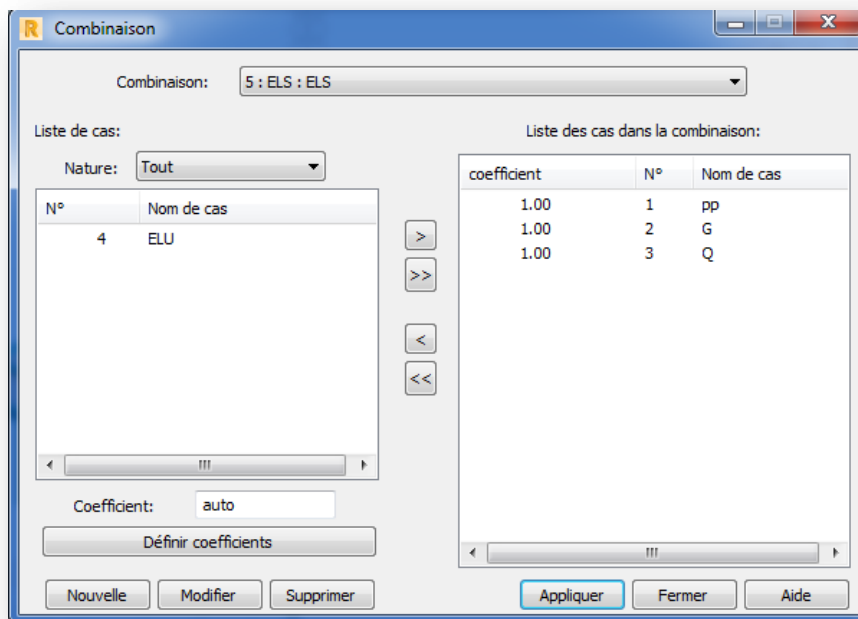 Combinaison
Combinaison: 5 : ELS : ELS
Liste de cas:
Nature: Tout
N° Nom de cas
4 ELU
>
>>
<
<<
Coefficient: auto
Définir coefficients
Nouvelle Modifier Supprimer
Liste des cas dans la combinaison:
coefficient N° Nom de cas
1.00 1 pp
1.00 2 G
1.00 3 Q
Appliquer Fermer Aide